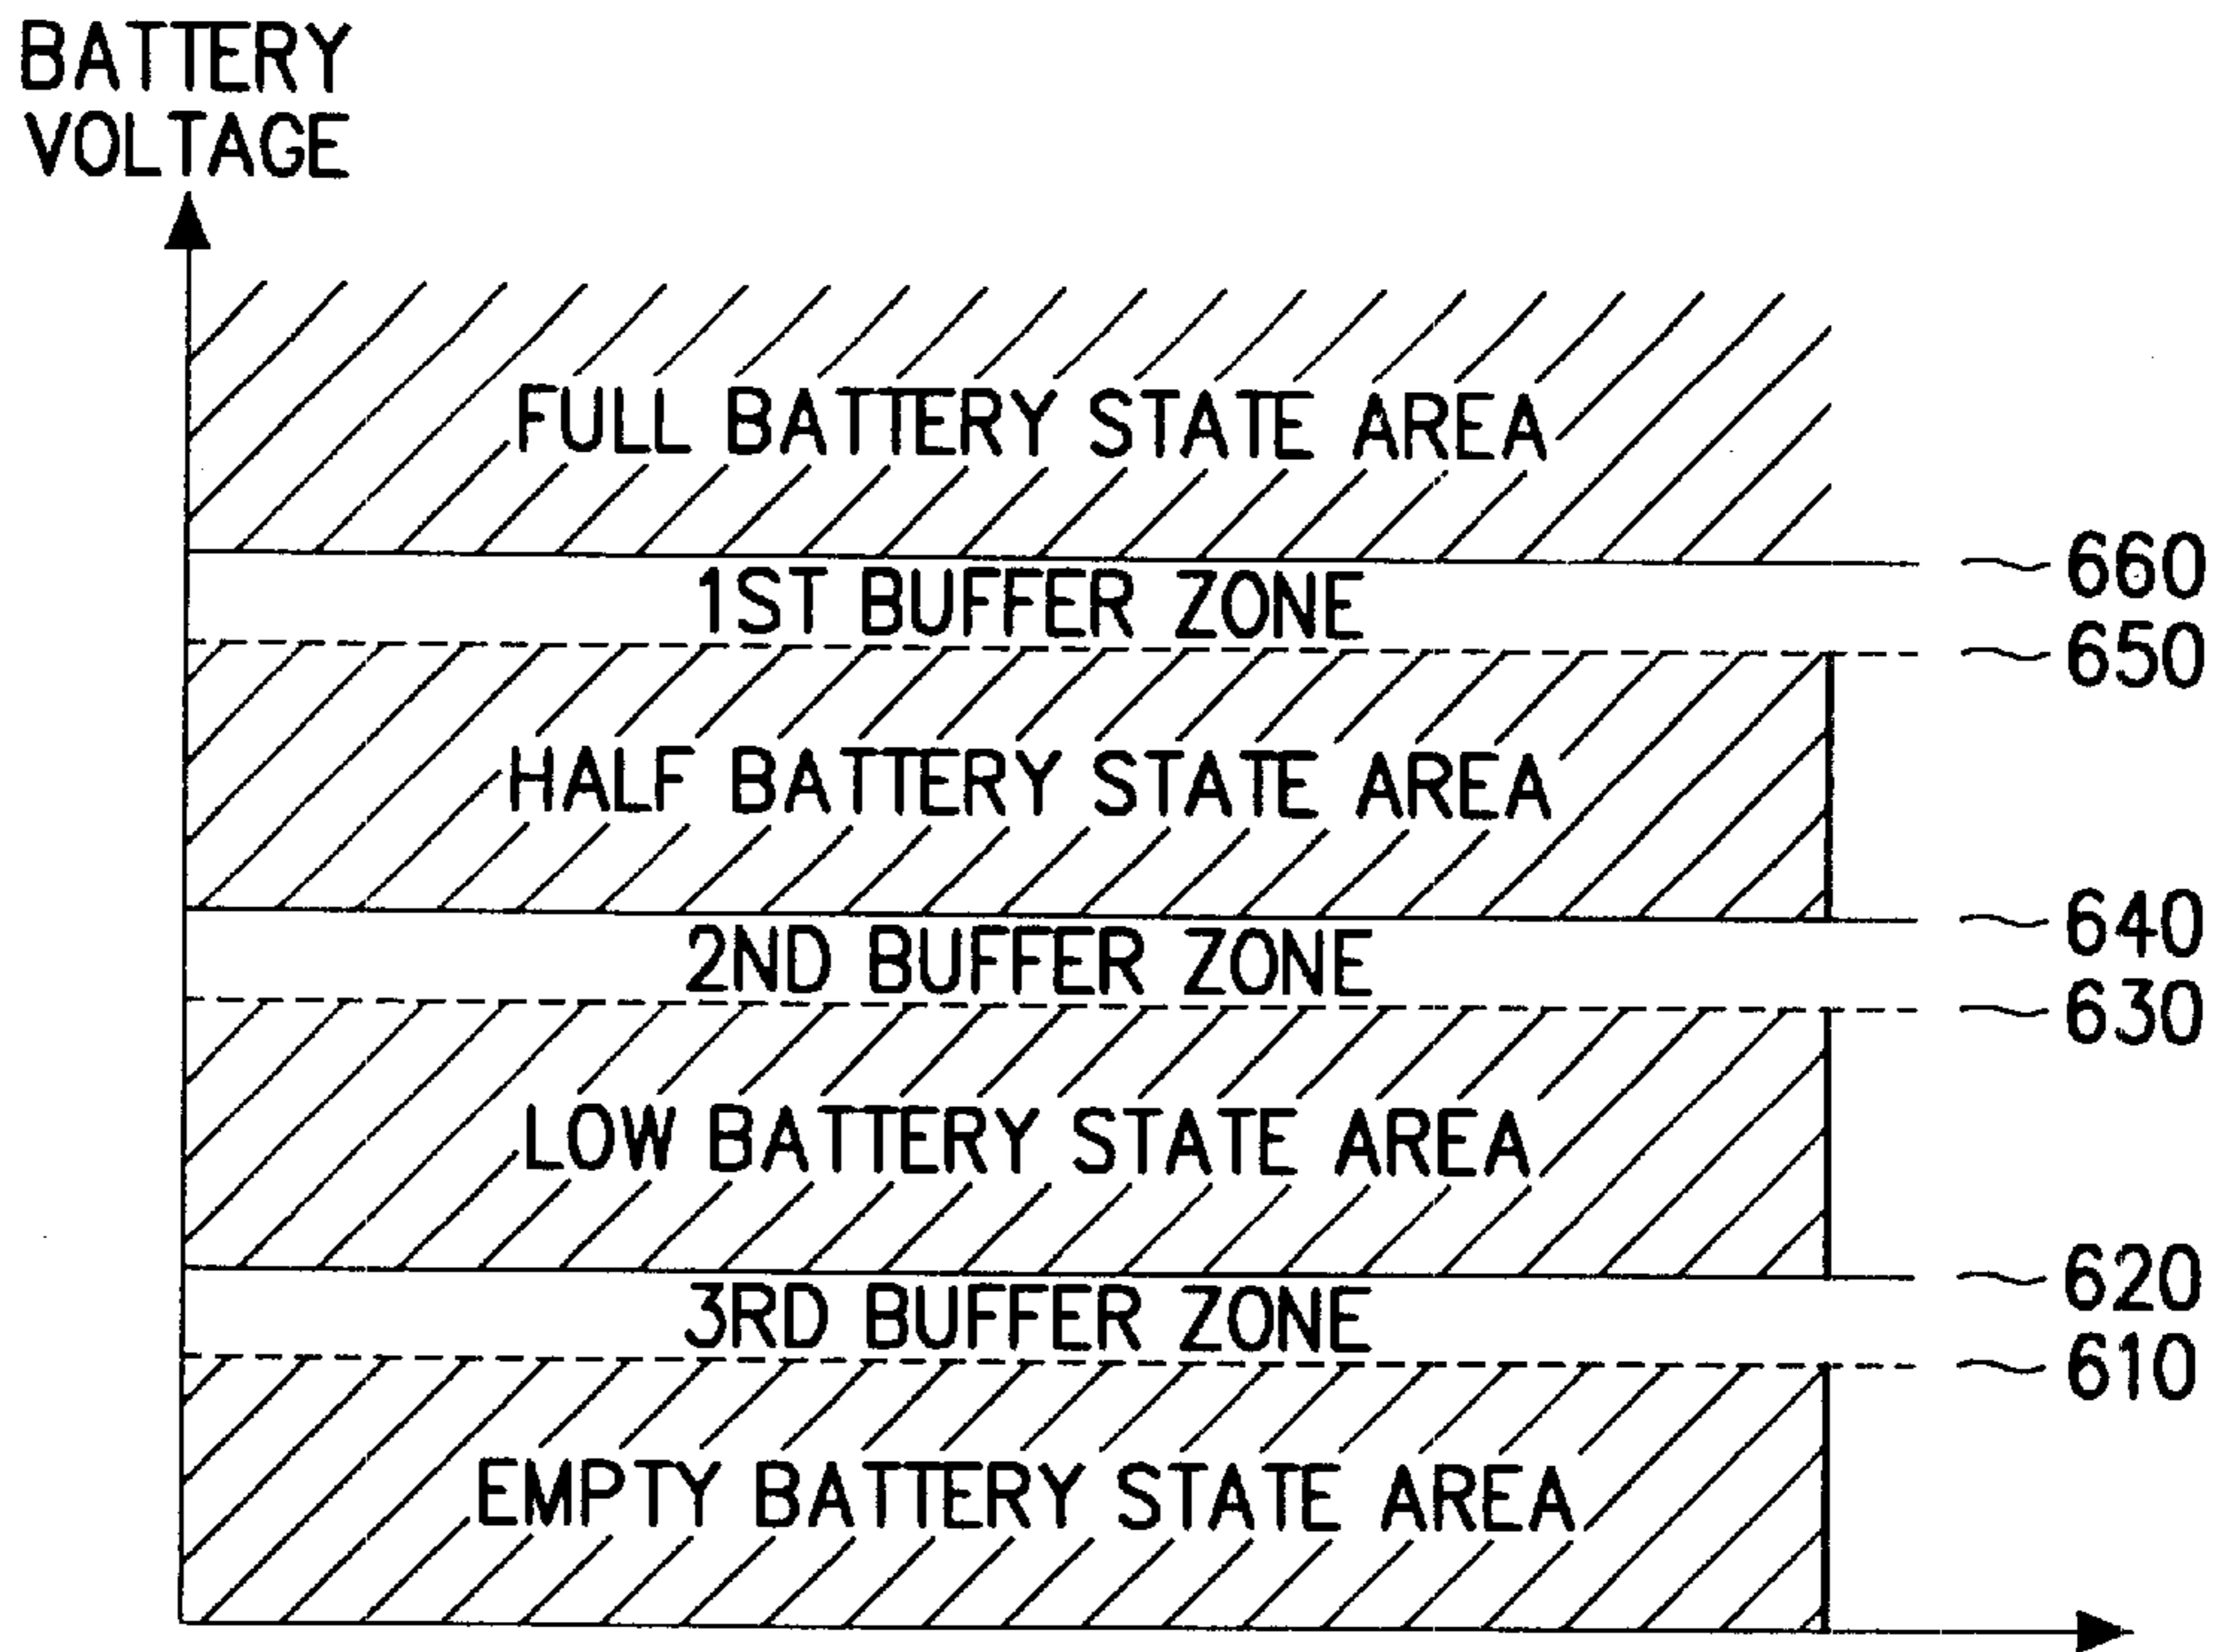 BATTERY
VOLTAGE
FULL BATTERY STATE AREA
660
1ST BUFFER ZONE
650
HALF BATTERY STATE AREA
640
2ND BUFFER ZONE
630
LOW BATTERY STATE AREA
620
3RD BUFFER ZONE
610
EMPTY BATTERY STATE AREA